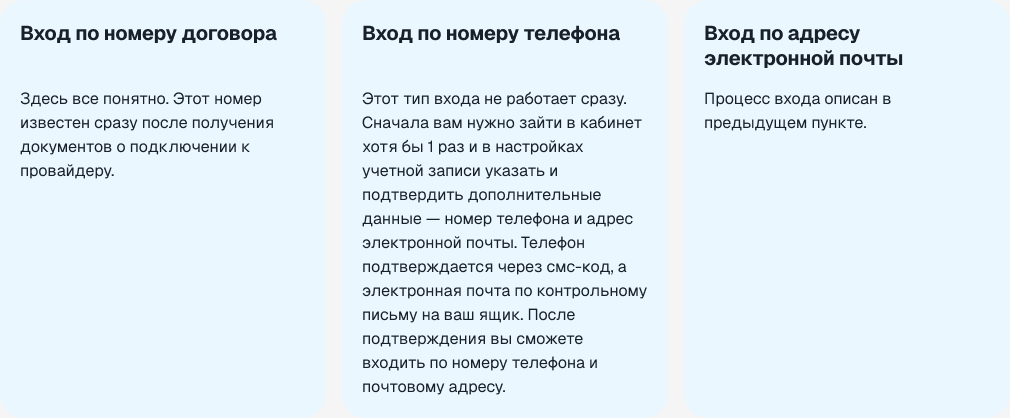 Вход по номеру договора
Здесь все понятно. Этот номер
известен сразу после получения
документов о подключении к
провайдеру.
Вход по номеру телефона
Этот тип входа не работает сразу.
Сначала вам нужно зайти в кабинет
хотя бы 1 раз и в настройках
учетной записи указать и
подтвердить дополнительные
данные — номер телефона и адрес
электронной почты. Телефон
подтверждается через смс-код, а
электронная почта по контрольному
письму на ваш ящик. После
подтверждения вы сможете
входить по номеру телефона и
почтовому адресу.
Вход по адресу
электронной почты
Процесс входа описан в
предыдущем пункте.